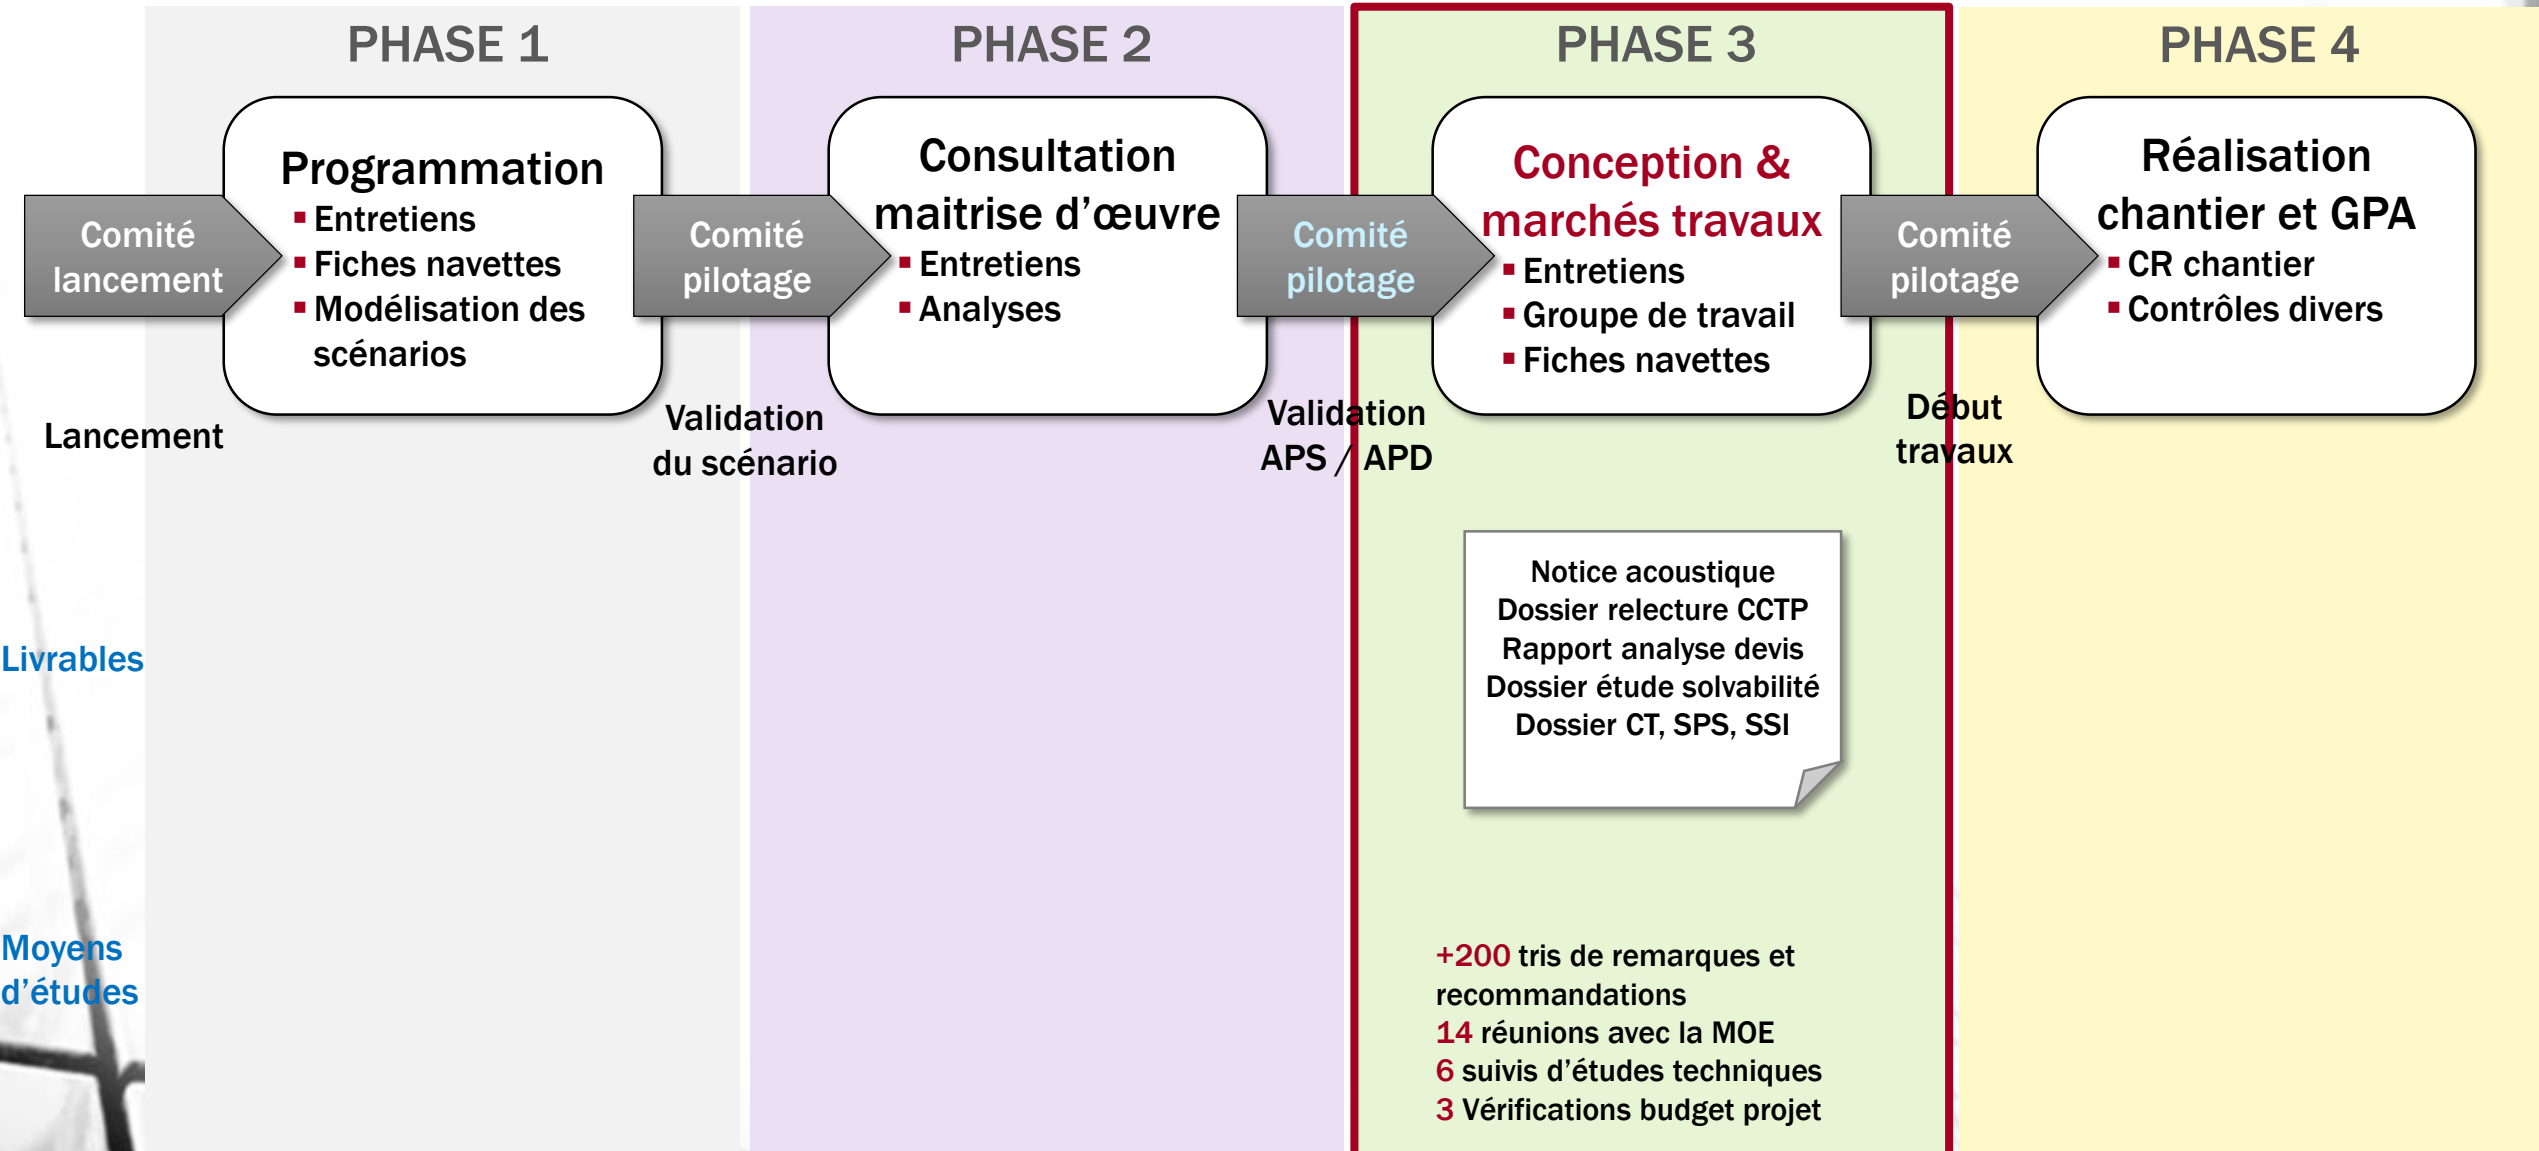 PHASE 1
PHASE 2
PHASE 3
PHASE 4
Comité
lancement
Programmation
▪ Entretiens
▪ Fiches navettes
▪ Modélisation des
scénarios
Comité
pilotage
Consultation
maitrise d’œuvre
▪ Entretiens
▪ Analyses
Comité
pilotage
Conception &
marchés travaux
▪ Entretiens
▪ Groupe de travail
▪ Fiches navettes
Comité
pilotage
Réalisation
chantier et GPA
▪ CR chantier
▪ Contrôles divers
Lancement
Validation
du scénario
Validation
APS / APD
Début
travaux
Livrables
Notice acoustique
Dossier relecture CCTP
Rapport analyse devis
Dossier étude solvabilité
Dossier CT, SPS, SSI
Moyens
d’études
+200 tris de remarques et
recommandations
14 réunions avec la MOE
6 suivis d’études techniques
3 Vérifications budget projet